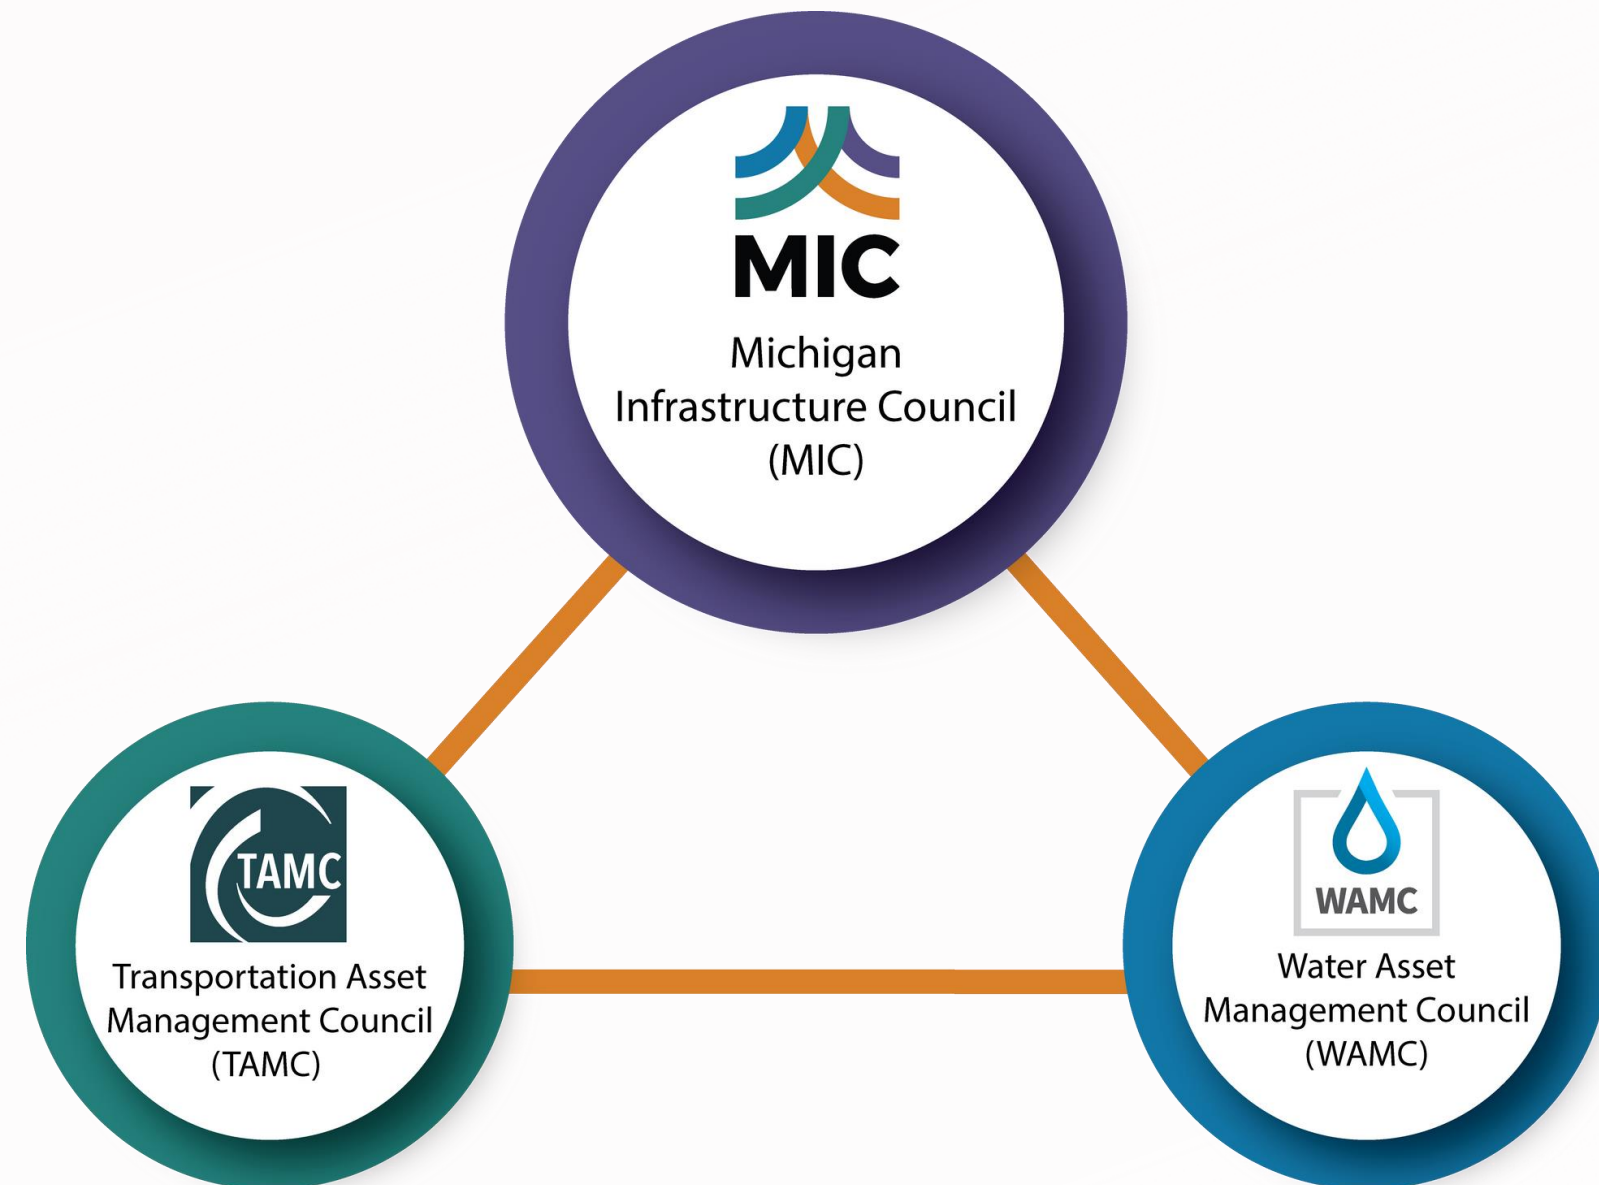 MIC
Michigan
Infrastructure Council
(MIC)
TAMC
Transportation Asset
Management Council
(TAMC)
WAMC
Water Asset
Management Council
(WAMC)